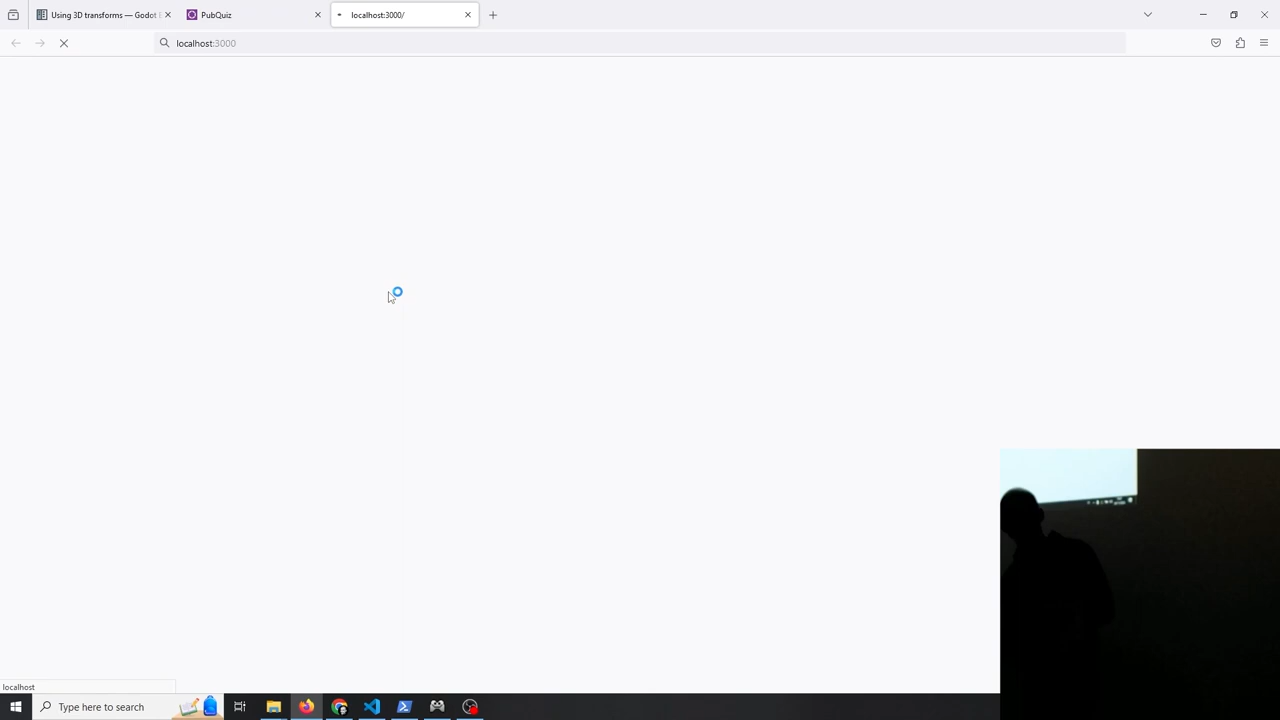 Using 3D transforms — Godot
PubQuiz
localhost:3000/
localhost:3000
localhost
Type here to search